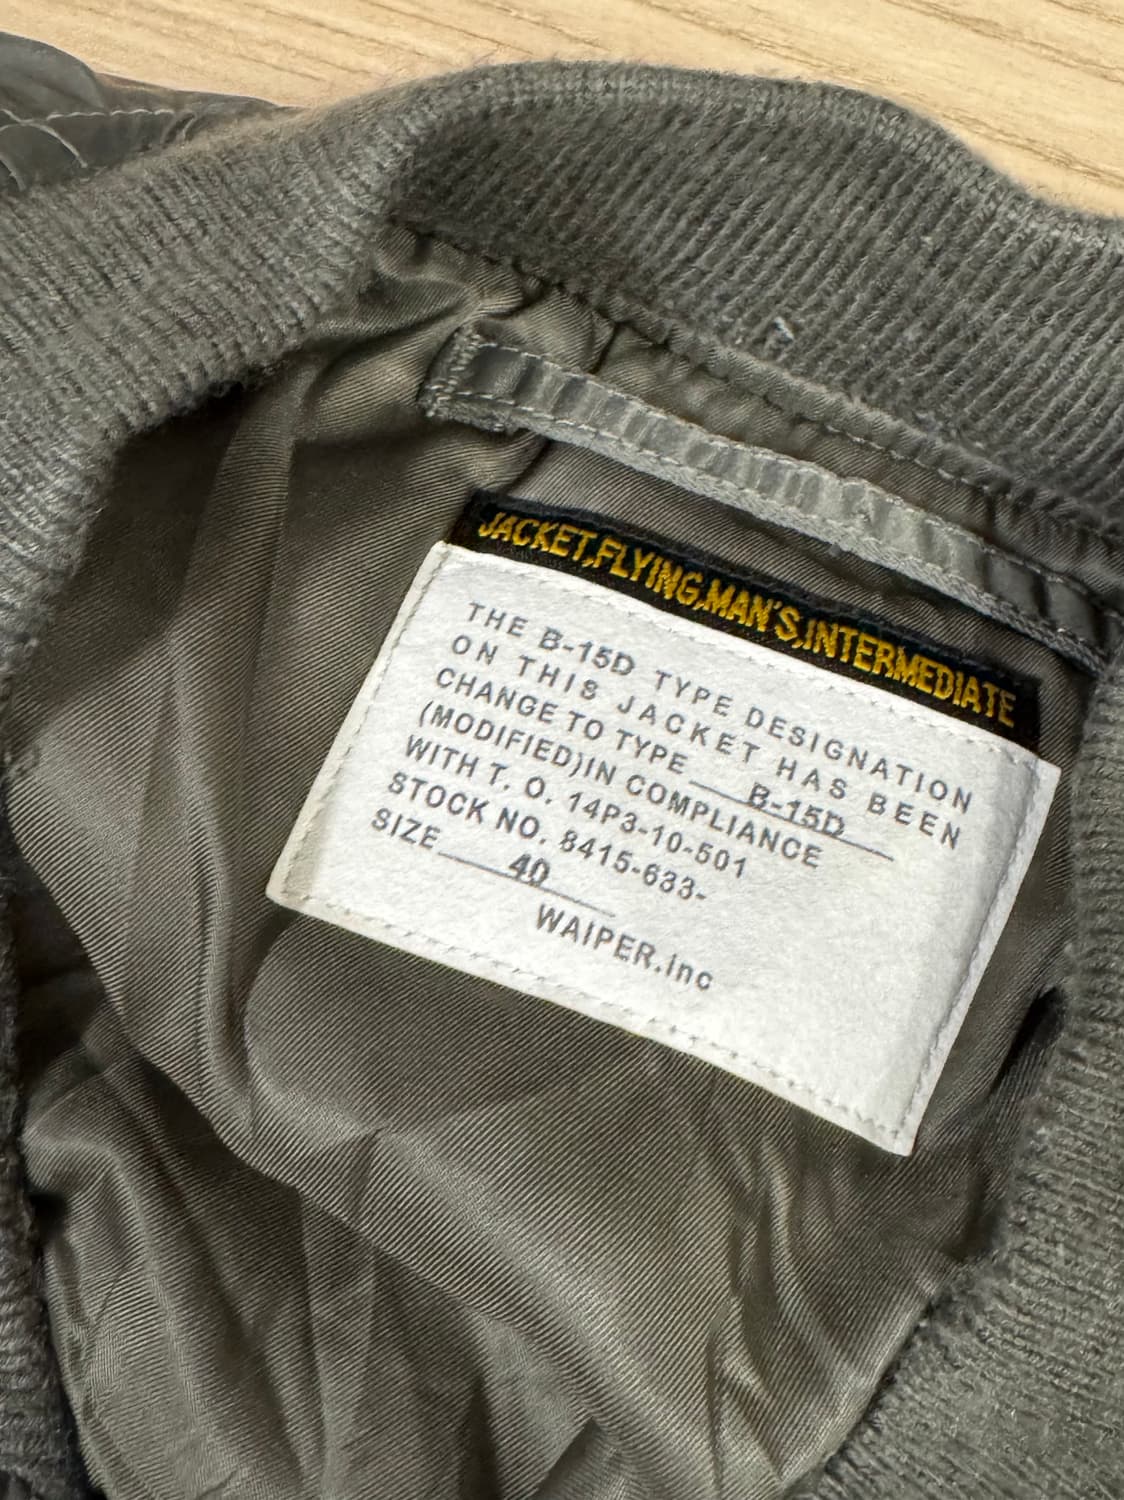 JACKET,FLYING,MAN'S,INTERMEDIATE
THE B-15D TYPE DESIGNATION
ON THIS JACKET HAS BEEN
CHANGE TO TYPE B-15D
(MODIFIED)IN COMPLIANCE
WITH T. O. 14P3-10-501
STOCK NO. 8415-633-
SIZE 40
WAIPER.inc